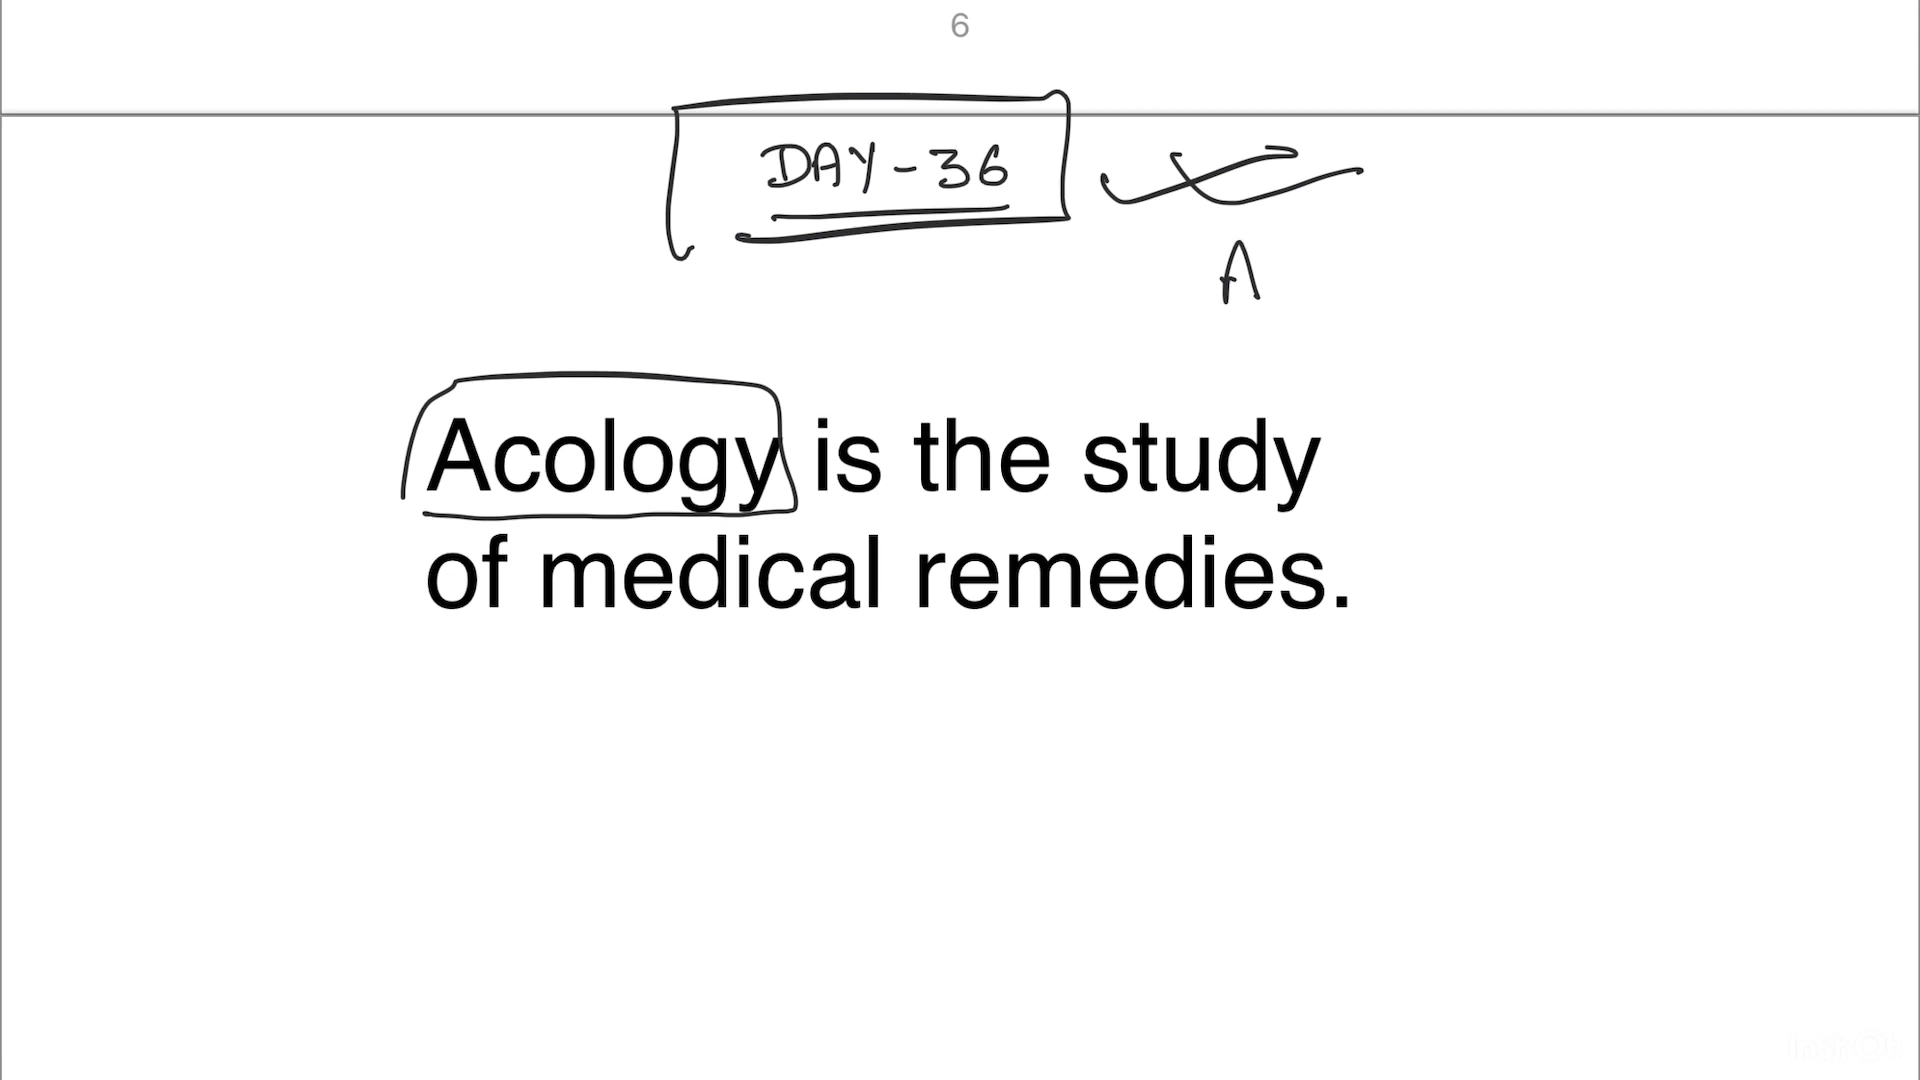 6
DAY-36
A
Acology is the study
of medical remedies.